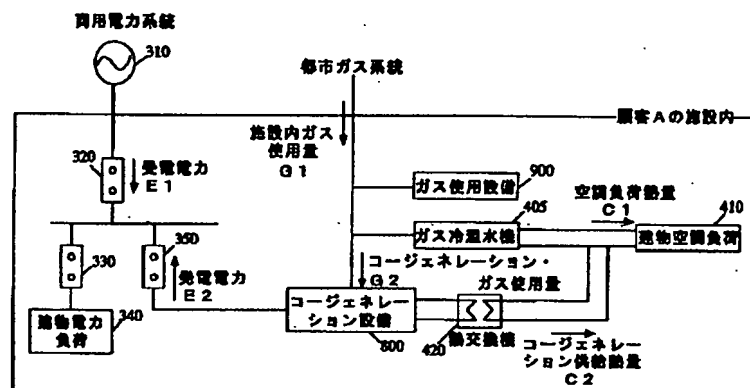 商用電力系統
310
都市ガス系統
顧客Aの施設内
施設内ガス
使用量
G1
320
受電電力
E1
ガス使用設備
900
空調負荷熱量
C1
410
ガス冷温水機
405
建物空調負荷
330
350
発電電力
E2
コージェネレーション・
ガス使用量
G2
建物電力
負荷
340
コージェネレー
ション設備
800
熱交換機
420
コージェネレー
ション供給熱量
C2